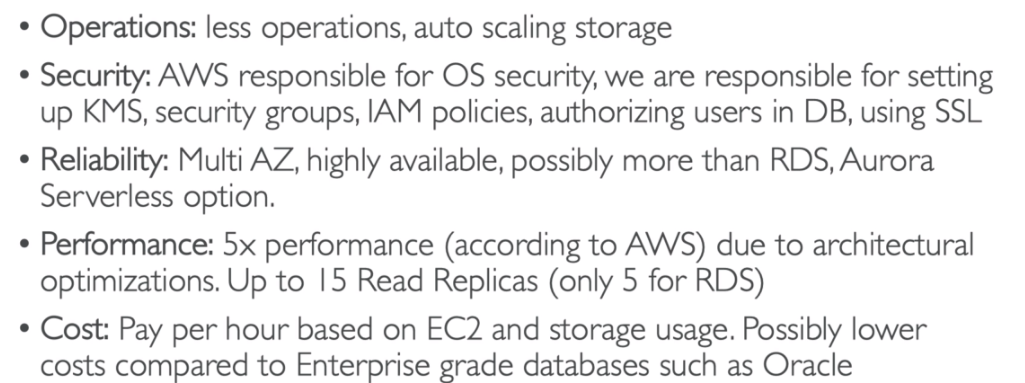 • Operations: less operations, auto scaling storage
• Security: AWS responsible for OS security, we are responsible for setting
up KMS, security groups, IAM policies, authorizing users in DB, using SSL
• Reliability: Multi AZ, highly available, possibly more than RDS, Aurora
Serverless option.
• Performance: 5x performance (according to AWS) due to architectural
optimizations. Up to 15 Read Replicas (only 5 for RDS)
• Cost: Pay per hour based on EC2 and storage usage. Possibly lower
costs compared to Enterprise grade databases such as Oracle